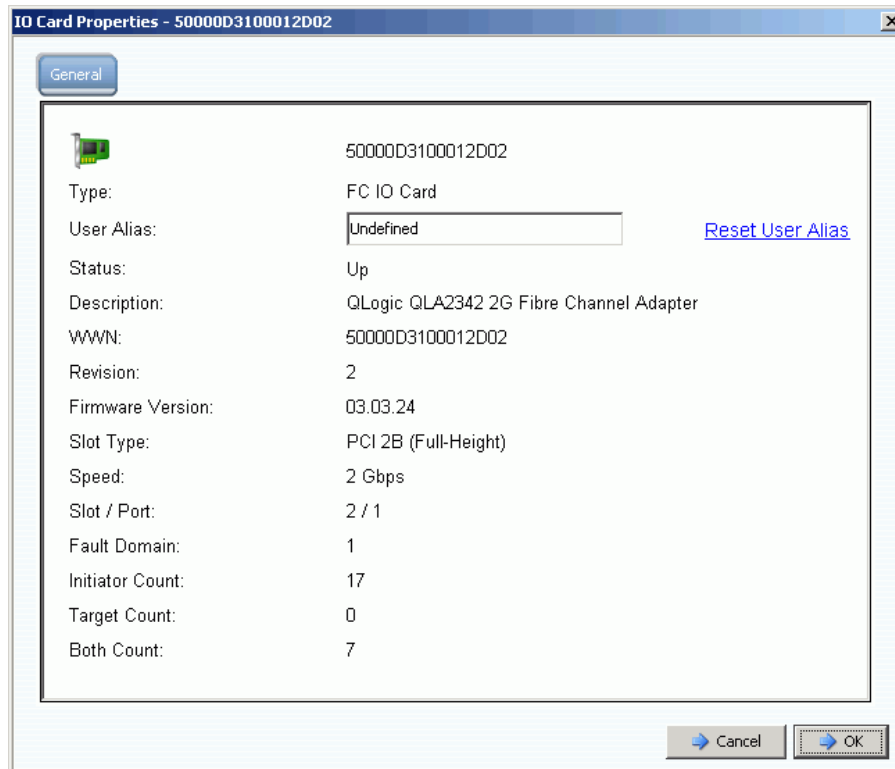 IO Card Properties - 50000D3100012D02
General
50000D3100012D02
Type: FC IO Card
User Alias: Undefined Reset User Alias
Status: Up
Description: QLogic QLA2342 2G Fibre Channel Adapter
WWN: 50000D3100012D02
Revision: 2
Firmware Version: 03.03.24
Slot Type: PCI 2B (Full-Height)
Speed: 2 Gbps
Slot / Port: 2 / 1
Fault Domain: 1
Initiator Count: 17
Target Count: 0
Both Count: 7
Cancel OK